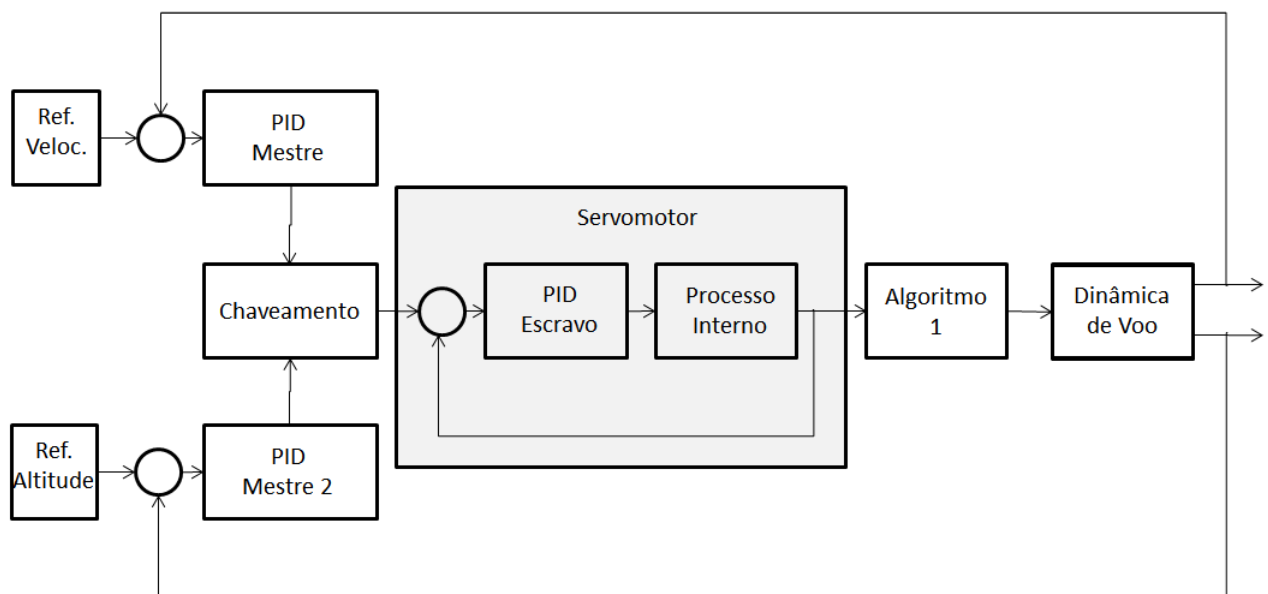 Ref.
Veloc.
PID
Mestre
Servomotor
Chaveamento
PID
Escravo
Processo
Interno
Algoritmo
1
Dinâmica
de Voo
Ref.
Altitude
PID
Mestre 2